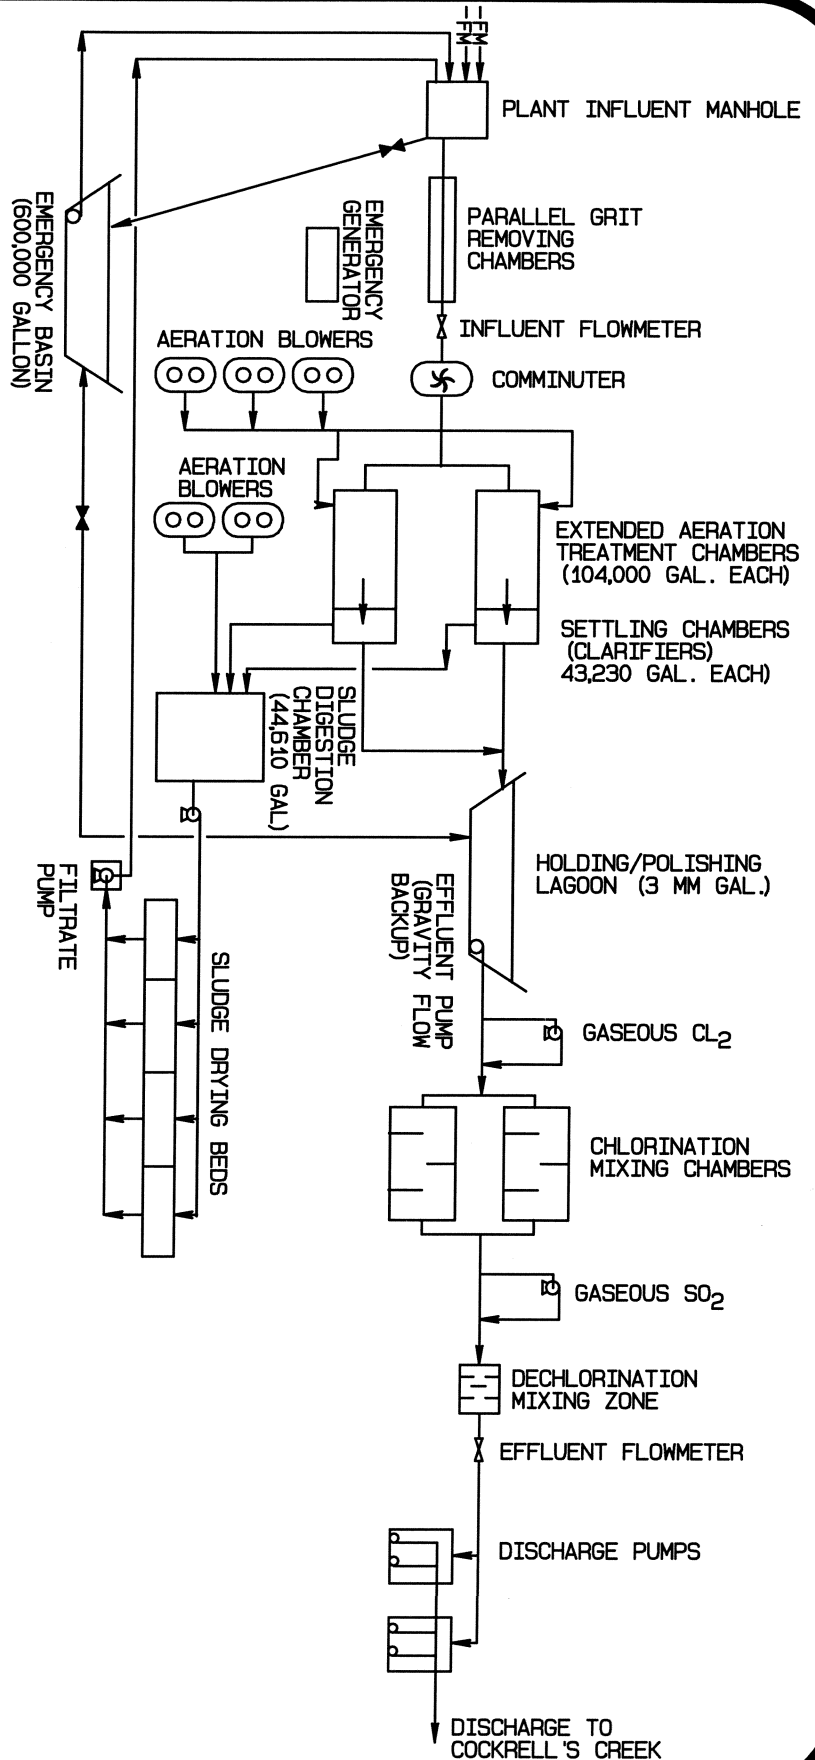 FM
FM
PLANT INFLUENT MANHOLE
PARALLEL GRIT
REMOVING
CHAMBERS
EMERGENCY
GENERATOR
EMERGENCY BASIN
(600,000 GALLON)
INFLUENT FLOWMETER
AERATION BLOWERS
COMMINUTER
AERATION
BLOWERS
EXTENDED AERATION
TREATMENT CHAMBERS
(104,000 GAL. EACH)
SETTLING CHAMBERS
(CLARIFIERS)
43,230 GAL. EACH)
SLUDGE
DIGESTION
CHAMBER
(44,610 GAL)
HOLDING/POLISHING
LAGOON (3 MM GAL.)
FILTRATE
PUMP
EFFLUENT PUMP
(GRAVITY FLOW
BACKUP)
SLUDGE DRYING BEDS
GASEOUS CL2
CHLORINATION
MIXING CHAMBERS
GASEOUS SO2
DECHLORINATION
MIXING ZONE
EFFLUENT FLOWMETER
DISCHARGE PUMPS
DISCHARGE TO
COCKRELL'S CREEK